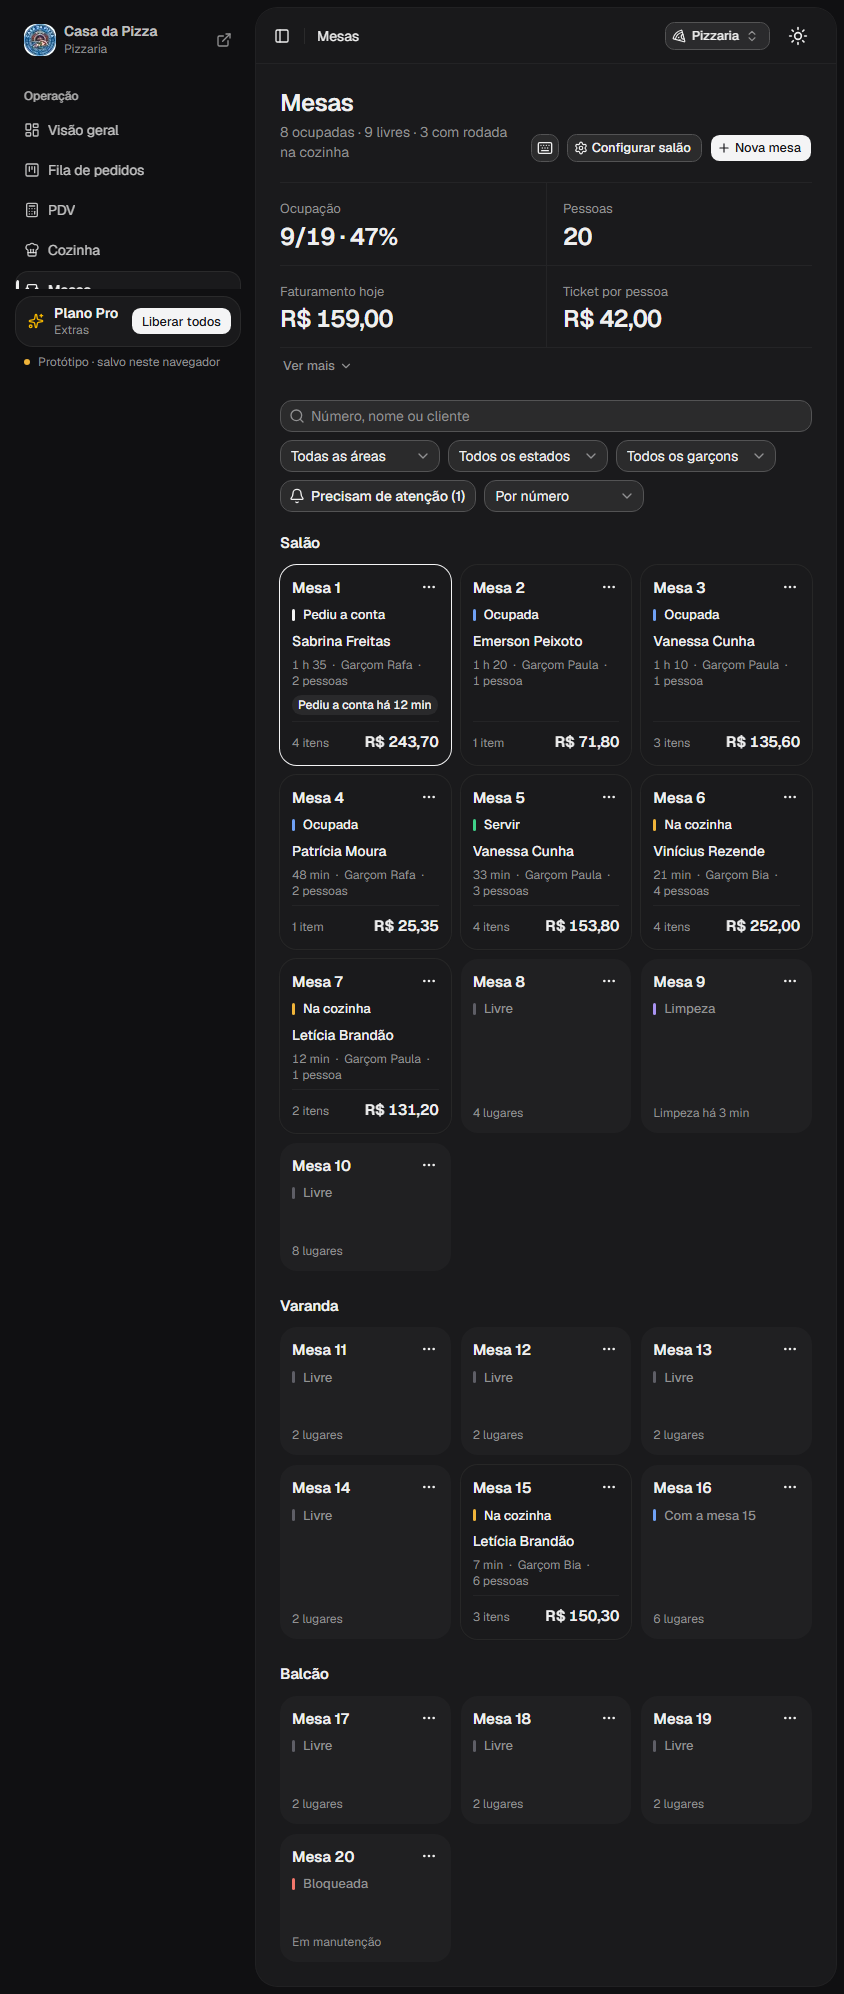 Casa da Pizza
Pizzaria
Operação
Visão geral
Fila de pedidos
PDV
Cozinha
Mesas
Plano Pro
Extras
Liberar todos
Protótipo · salvo neste navegador
Mesas
Pizzaria
Mesas
8 ocupadas · 9 livres · 3 com rodada
na cozinha
Configurar salão
Nova mesa
Ocupação
9/19 · 47%
Pessoas
20
Faturamento hoje
R$ 159,00
Ticket por pessoa
R$ 42,00
Ver mais
Número, nome ou cliente
Todas as áreas
Todos os estados
Todos os garçons
Precisam de atenção (1)
Por número
Salão
Mesa 1
Pediu a conta
Sabrina Freitas
1 h 35 · Garçom Rafa ·
2 pessoas
Pediu a conta há 12 min
4 itens
R$ 243,70
Mesa 2
Ocupada
Emerson Peixoto
1 h 20 · Garçom Paula ·
1 pessoa
1 item
R$ 71,80
Mesa 3
Ocupada
Vanessa Cunha
1 h 10 · Garçom Paula ·
1 pessoa
3 itens
R$ 135,60
Mesa 4
Ocupada
Patrícia Moura
48 min · Garçom Rafa ·
2 pessoas
1 item
R$ 25,35
Mesa 5
Servir
Vanessa Cunha
33 min · Garçom Paula ·
3 pessoas
4 itens
R$ 153,80
Mesa 6
Na cozinha
Vinícius Rezende
21 min · Garçom Bia ·
4 pessoas
4 itens
R$ 252,00
Mesa 7
Na cozinha
Letícia Brandão
12 min · Garçom Paula ·
1 pessoa
2 itens
R$ 131,20
Mesa 8
Livre
4 lugares
Mesa 9
Limpeza
Limpeza há 3 min
Mesa 10
Livre
8 lugares
Varanda
Mesa 11
Livre
2 lugares
Mesa 12
Livre
2 lugares
Mesa 13
Livre
2 lugares
Mesa 14
Livre
2 lugares
Mesa 15
Na cozinha
Letícia Brandão
7 min · Garçom Bia ·
6 pessoas
3 itens
R$ 150,30
Mesa 16
Com a mesa 15
6 lugares
Balcão
Mesa 17
Livre
2 lugares
Mesa 18
Livre
2 lugares
Mesa 19
Livre
2 lugares
Mesa 20
Bloqueada
Em manutenção